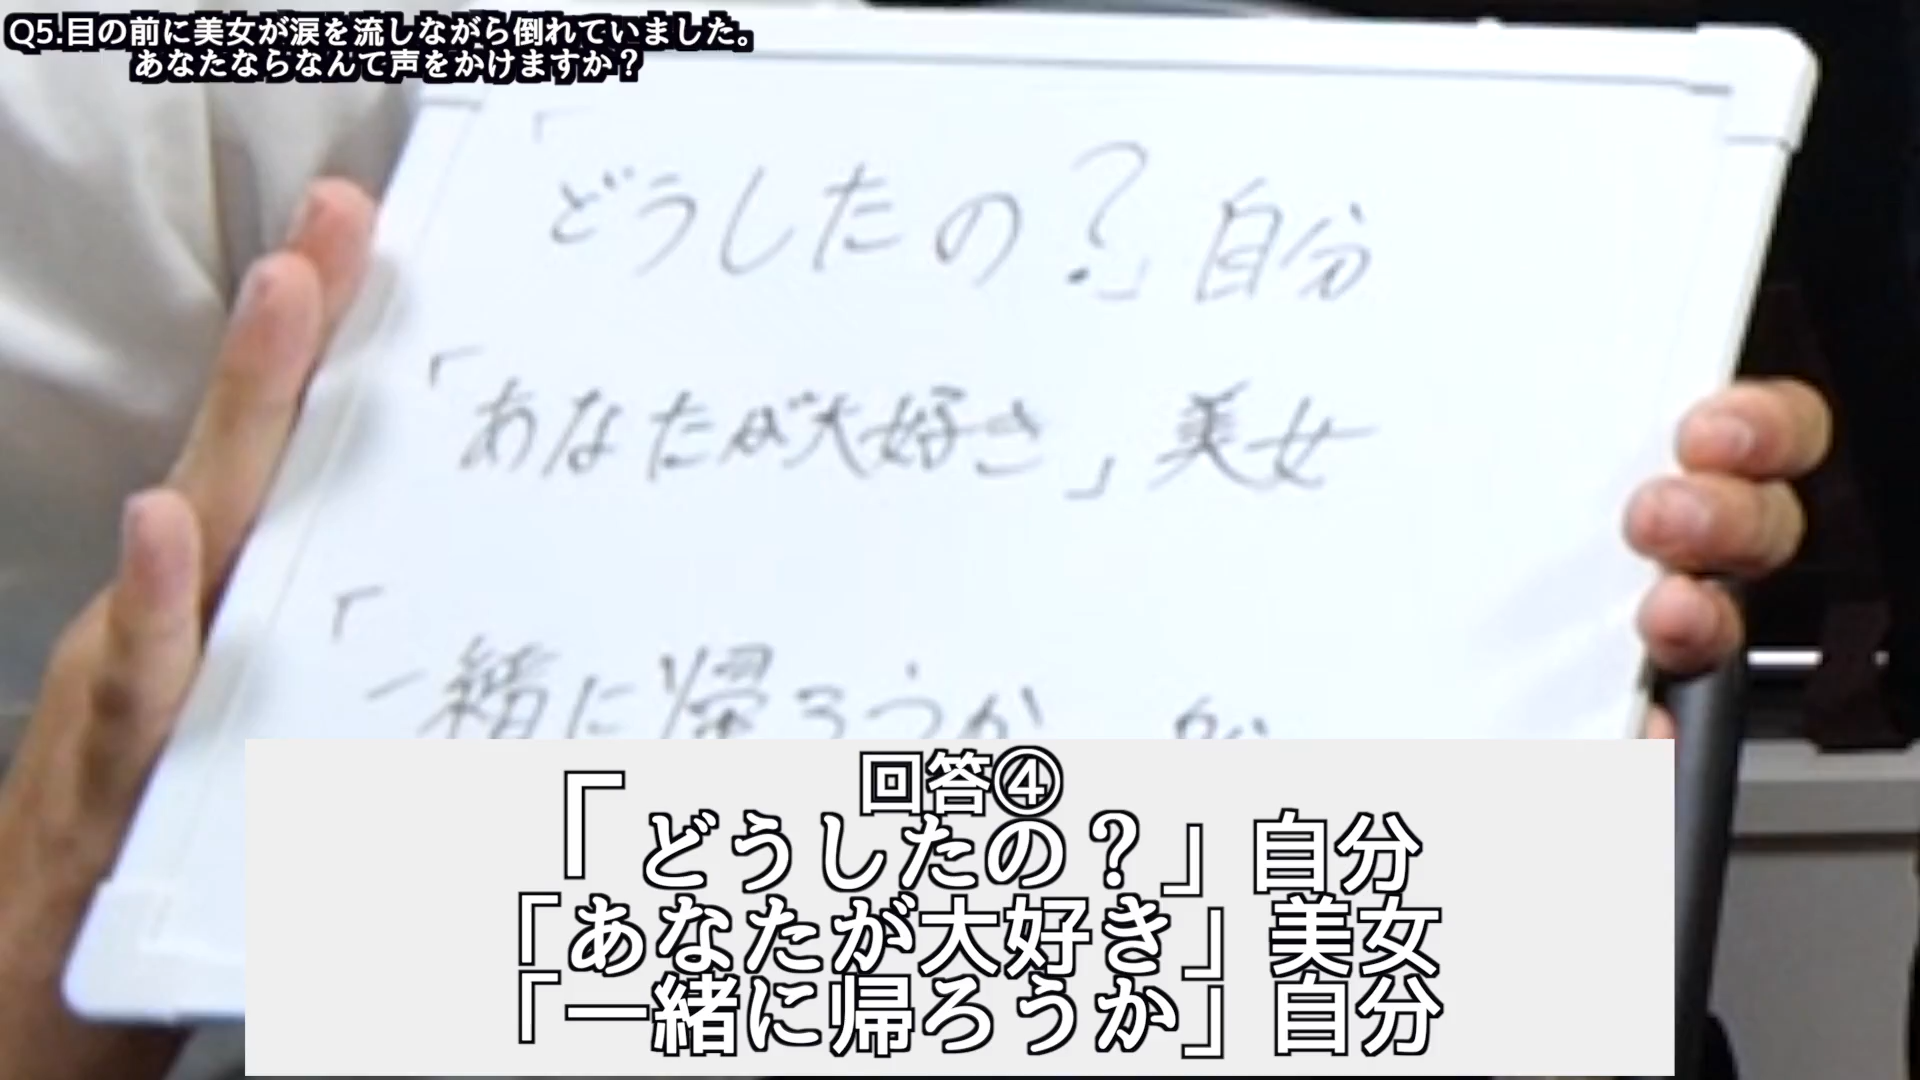 Q5.目の前に美女が涙を流しながら倒れていました。
あなたならなんて声をかけますか？
「どうしたの？」自分
「あなたが大好き」美女
「一緒に帰ろうか
回答④
「どうしたの？」自分
「あなたが大好き」美女
「一緒に帰ろうか」自分